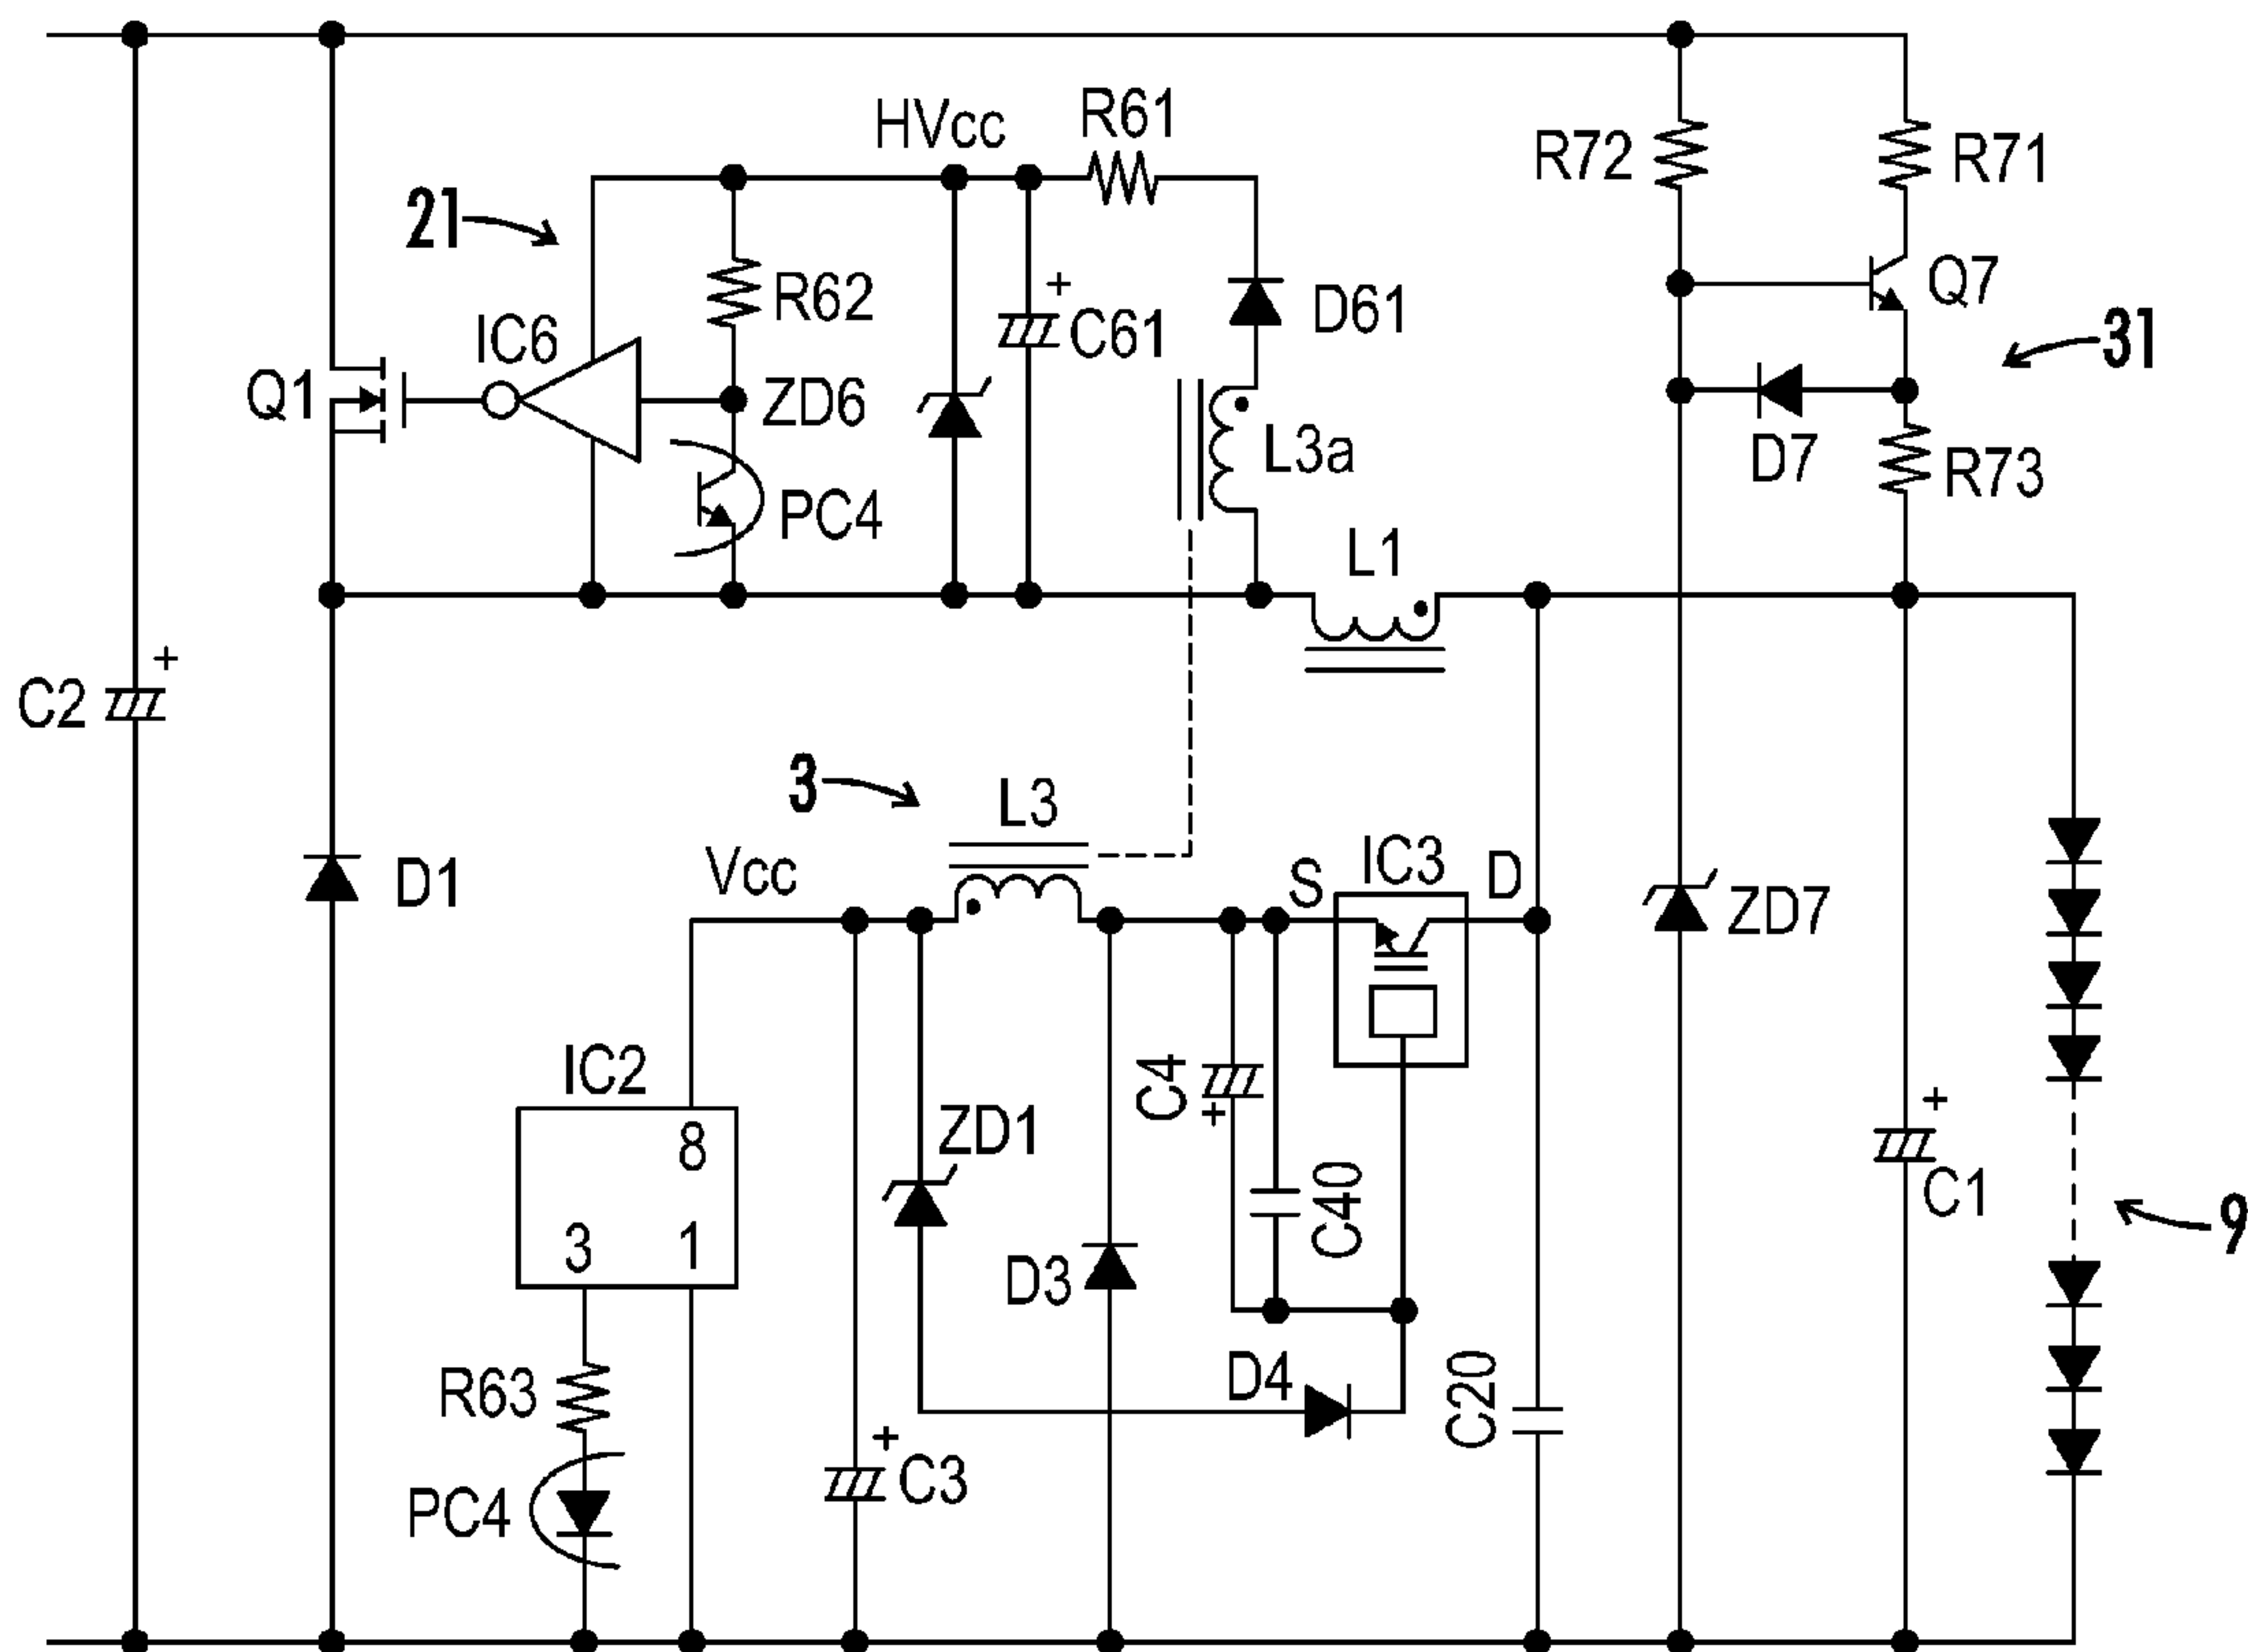 HVcc
R61
R72
R71
21
R62
C61
D61
Q7
IC6
31
Q1
ZD6
L3a
D7
R73
PC4
L1
+
+
C2
3
L3
Vcc
S
IC3
D
D1
ZD7
IC2
8
3
1
ZD1
C4
+
C40
+
C1
9
D3
R63
D4
C20
+
C3
PC4